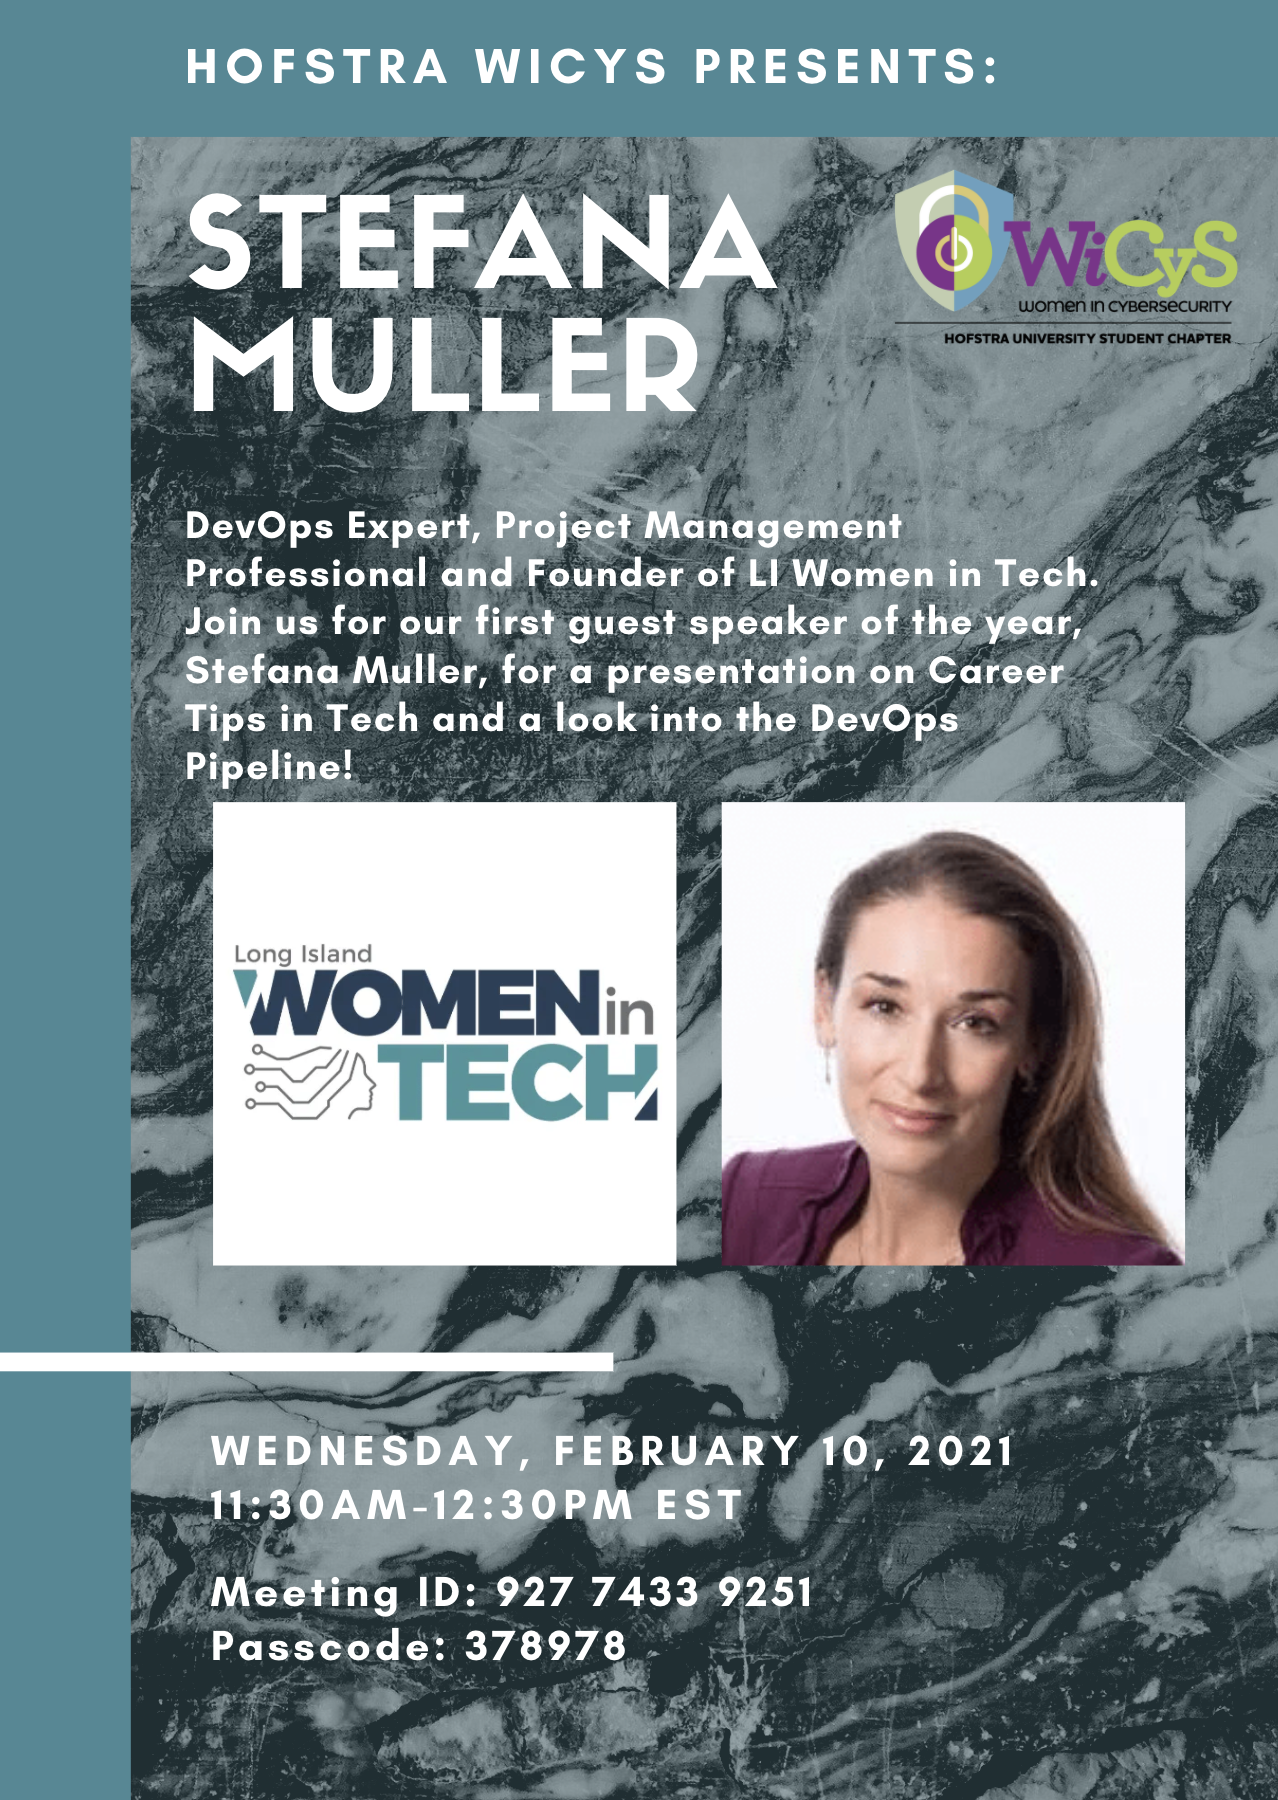 HOFSTRA WICYS PRESENTS:
STEFANA
MULLER
WiCyS
WOMEN IN CYBERSECURITY
HOFSTRA UNIVERSITY STUDENT CHAPTER
DevOps Expert, Project Management
Professional and Founder of LI Women in Tech.
Join us for our first guest speaker of the year,
Stefana Muller, for a presentation on Career
Tips in Tech and a look into the DevOps
Pipeline!
Long Island
WOMEN in
TECH
WEDNESDAY, FEBRUARY 10, 2021
11:30AM-12:30PM EST
Meeting ID: 927 7433 9251
Passcode: 378978